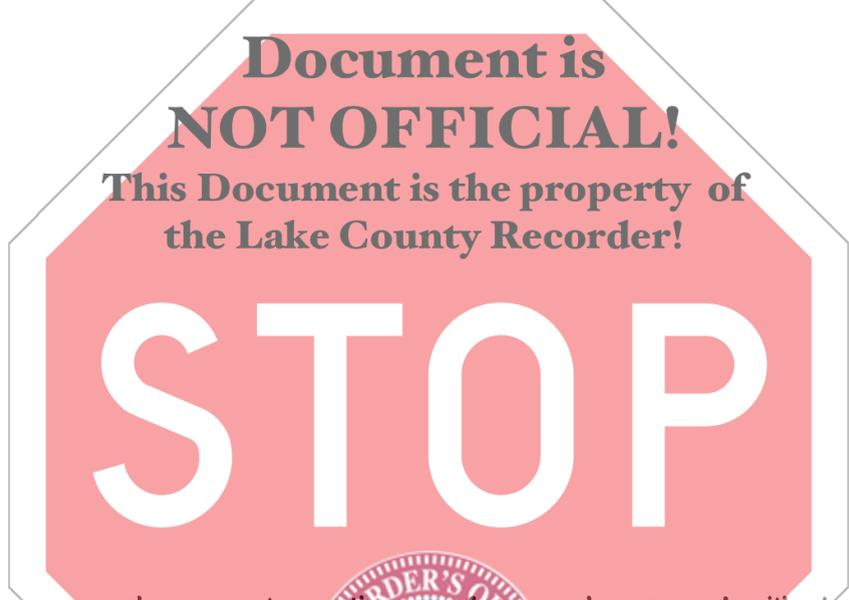 Document is
NOT OFFICIAL!
This Document is the property of
the Lake County Recorder!
STOP